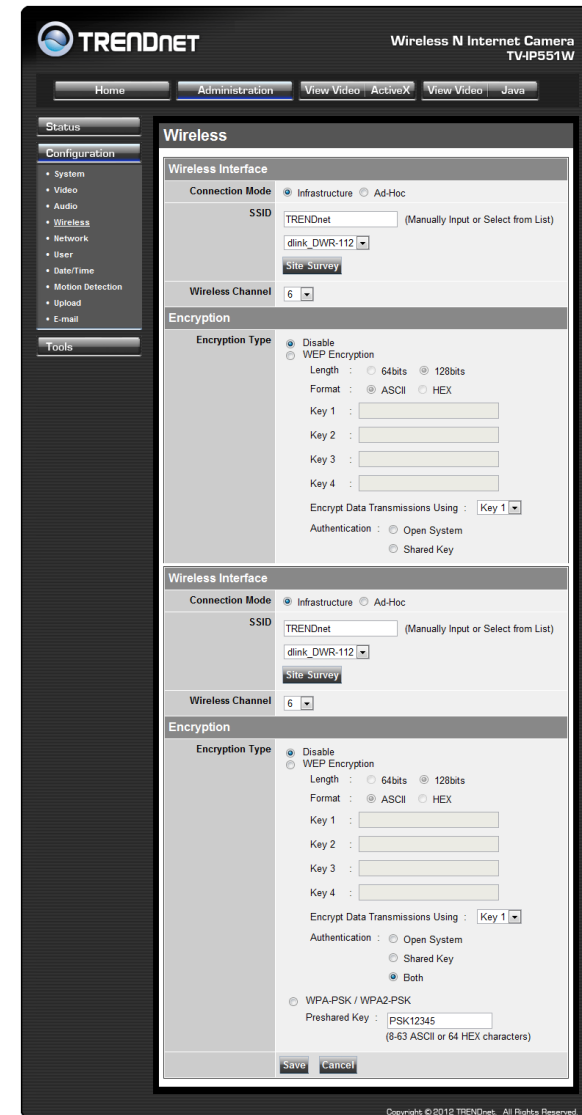 TRENDnet
Wireless N Internet Camera
TV-IP551W
Home Administration View Video ActiveX View Video Java
Status
Configuration
• System
• Video
• Audio
• Wireless
• Network
• User
• Date/Time
• Motion Detection
• Upload
• E-mail
Tools
Wireless
Wireless Interface
Connection Mode Infrastructure Ad-Hoc
SSID TRENDnet (Manually Input or Select from List)
dlink_DWR-112
Site Survey
Wireless Channel 6
Encryption
Encryption Type Disable
WEP Encryption
Length : 64bits 128bits
Format : ASCII HEX
Key 1 :
Key 2 :
Key 3 :
Key 4 :
Encrypt Data Transmissions Using : Key 1
Authentication : Open System
Shared Key
Wireless Interface
Connection Mode Infrastructure Ad-Hoc
SSID TRENDnet (Manually Input or Select from List)
dlink_DWR-112
Site Survey
Wireless Channel 6
Encryption
Encryption Type Disable
WEP Encryption
Length : 64bits 128bits
Format : ASCII HEX
Key 1 :
Key 2 :
Key 3 :
Key 4 :
Encrypt Data Transmissions Using : Key 1
Authentication : Open System
Shared Key
Both
WPA-PSK / WPA2-PSK
Preshared Key : PSK12345
(8-63 ASCII or 64 HEX characters)
Save Cancel
Copyright © 2012 TRENDnet. All Rights Reserved.